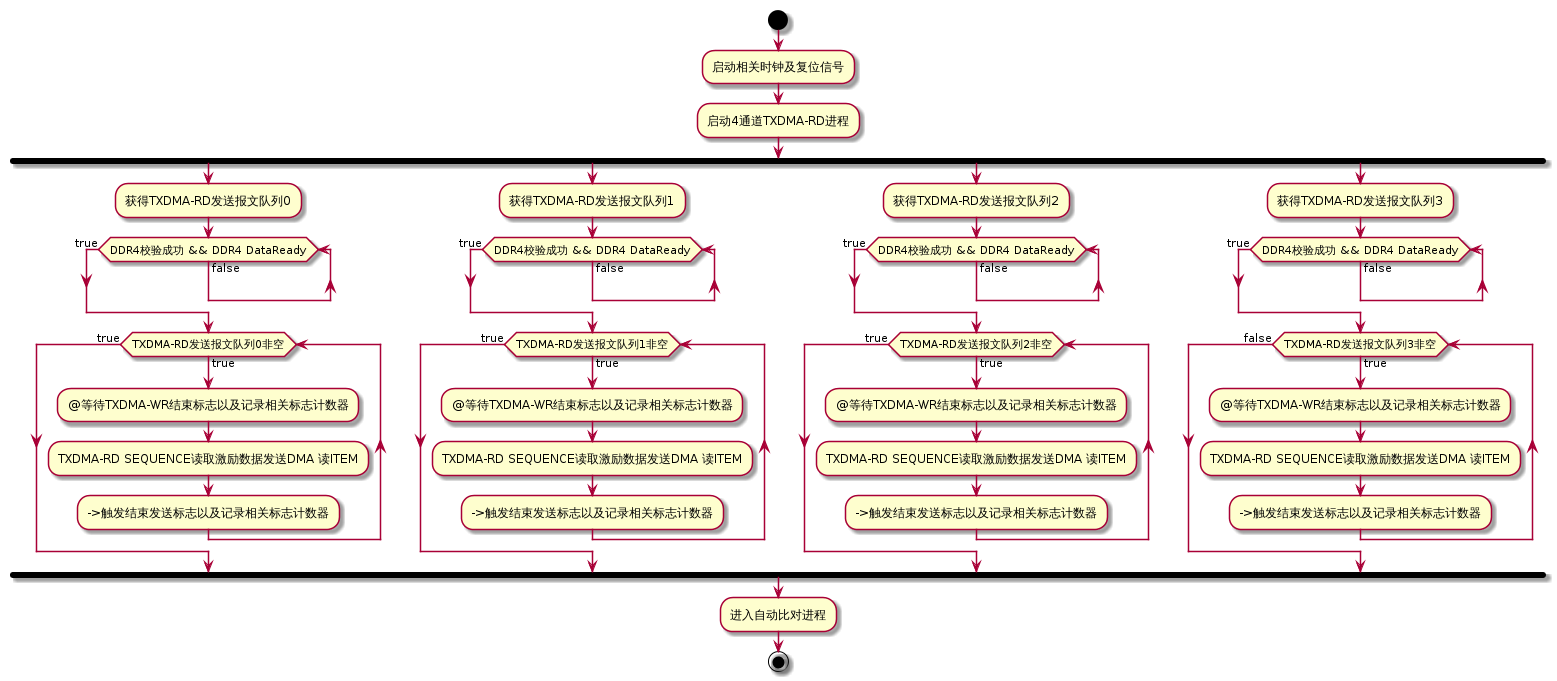 启动相关时钟及复位信号
启动4通道TXDMA-RD进程
获得TXDMA-RD发送报文队列0
true
DDR4校验成功 && DDR4 DataReady
false
true
TXDMA-RD发送报文队列0非空
true
@等待TXDMA-WR结束标志以及记录相关标志计数器
TXDMA-RD SEQUENCE读取激励数据发送DMA 读ITEM
->触发结束发送标志以及记录相关标志计数器
获得TXDMA-RD发送报文队列1
true
DDR4校验成功 && DDR4 DataReady
false
true
TXDMA-RD发送报文队列1非空
true
@等待TXDMA-WR结束标志以及记录相关标志计数器
TXDMA-RD SEQUENCE读取激励数据发送DMA 读ITEM
->触发结束发送标志以及记录相关标志计数器
获得TXDMA-RD发送报文队列2
true
DDR4校验成功 && DDR4 DataReady
false
true
TXDMA-RD发送报文队列2非空
true
@等待TXDMA-WR结束标志以及记录相关标志计数器
TXDMA-RD SEQUENCE读取激励数据发送DMA 读ITEM
->触发结束发送标志以及记录相关标志计数器
获得TXDMA-RD发送报文队列3
true
DDR4校验成功 && DDR4 DataReady
false
false
TXDMA-RD发送报文队列3非空
true
@等待TXDMA-WR结束标志以及记录相关标志计数器
TXDMA-RD SEQUENCE读取激励数据发送DMA 读ITEM
->触发结束发送标志以及记录相关标志计数器
进入自动比对进程